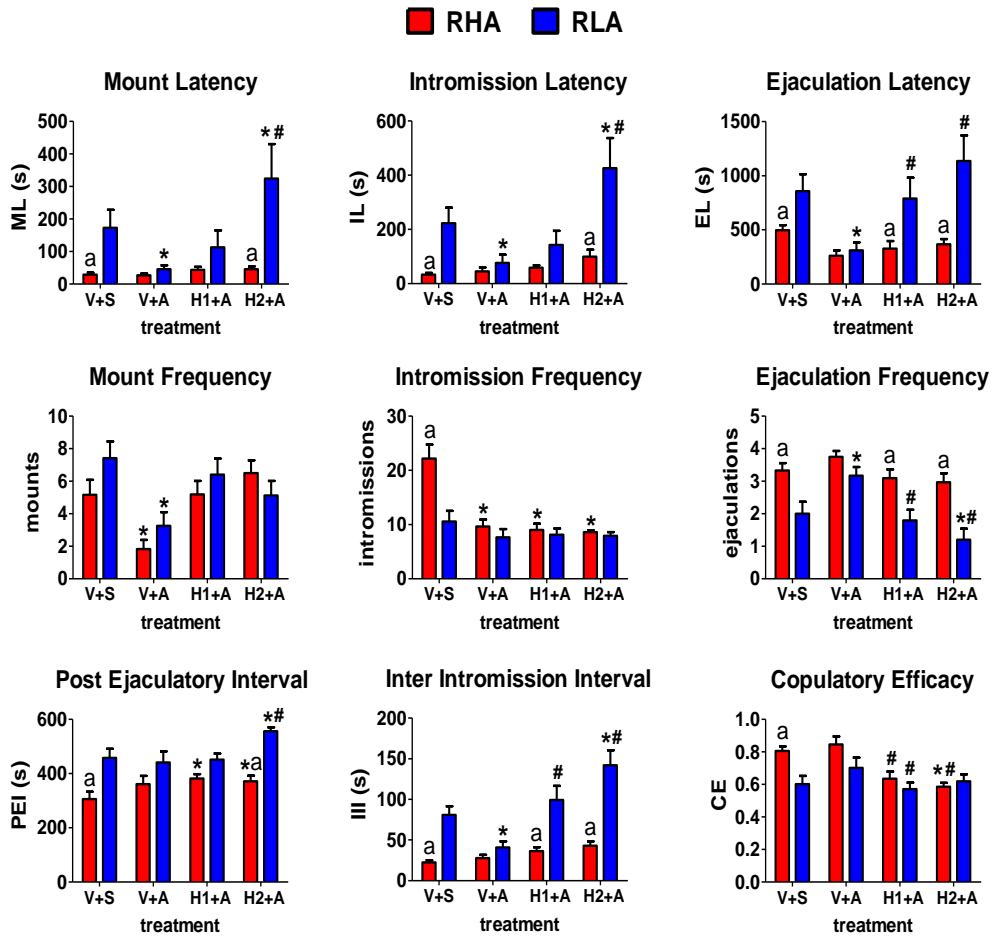 RHA RLA
Mount Latency
ML (s)
500
400
300
200
100
0
a
*
a
* #
V+S V+A H1+A H2+A
treatment
Intromission Latency
IL (s)
600
400
200
0
a
*
a
* #
V+S V+A H1+A H2+A
treatment
Ejaculation Latency
EL (s)
1500
1000
500
0
a
*
a
#
a
#
V+S V+A H1+A H2+A
treatment
Mount Frequency
mounts
10
8
6
4
2
0
* *
V+S V+A H1+A H2+A
treatment
Intromission Frequency
intromissions
30
20
10
0
a
* * *
V+S V+A H1+A H2+A
treatment
Ejaculation Frequency
ejaculations
5
4
3
2
1
0
a
*
a
#
a
*#
V+S V+A H1+A H2+A
treatment
Post Ejaculatory Interval
PEI (s)
600
400
200
0
a
*
*a
*#
V+S V+A H1+A H2+A
treatment
Inter Intromission Interval
III (s)
200
150
100
50
0
a
*
a
#
a
*#
V+S V+A H1+A H2+A
treatment
Copulatory Efficacy
CE
1.0
0.8
0.6
0.4
0.2
0.0
a
# #
*#
V+S V+A H1+A H2+A
treatment